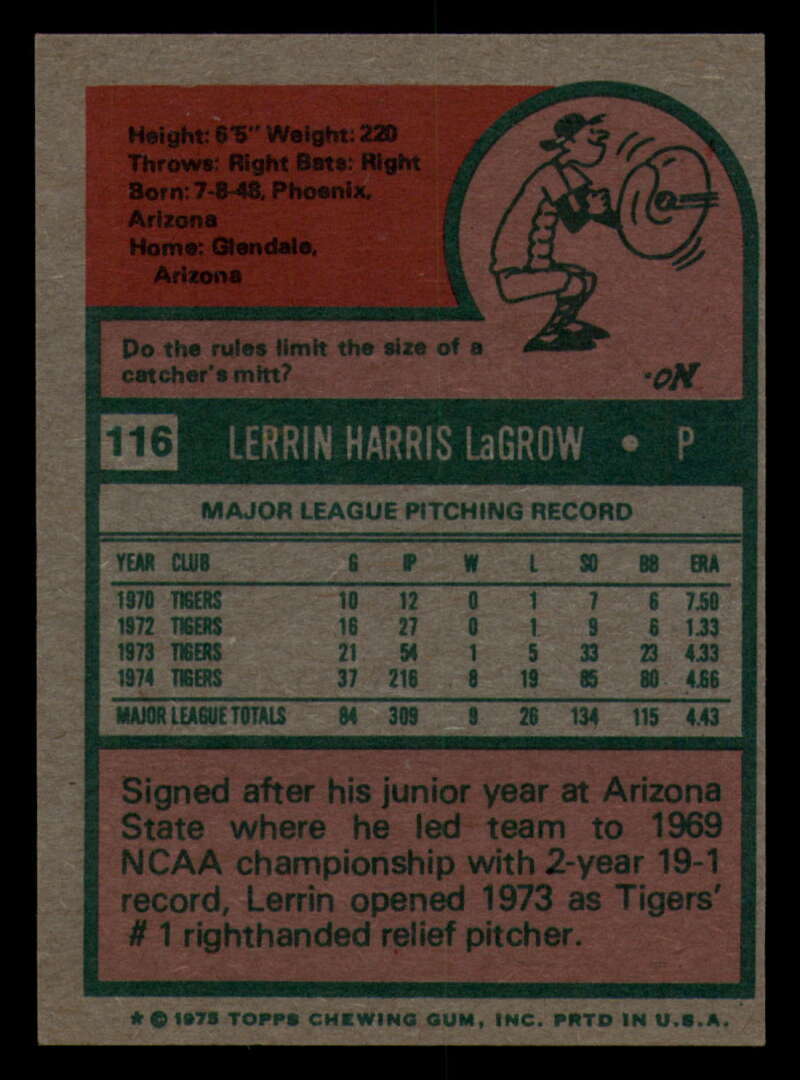 Height: 6'5" Weight: 220
Throws: Right Bats: Right
Born: 7-8-48, Phoenix,
Arizona
Home: Glendale,
Arizona
Do the rules limit the size of a
catcher's mitt?
No.
116 LERRIN HARRIS LaGROW • P
MAJOR LEAGUE PITCHING RECORD
YEAR CLUB G IP W L SO BB ERA
1970 TIGERS 10 12 0 1 7 6 7.50
1972 TIGERS 16 27 0 1 9 6 1.33
1973 TIGERS 21 54 1 5 33 23 4.33
1974 TIGERS 37 216 8 19 85 80 4.66
MAJOR LEAGUE TOTALS 84 309 9 26 134 115 4.43
Signed after his junior year at Arizona
State where he led team to 1969
NCAA championship with 2-year 19-1
record, Lerrin opened 1973 as Tigers'
# 1 righthanded relief pitcher.
* © 1975 TOPPS CHEWING GUM, INC. PRTD IN U.S.A.